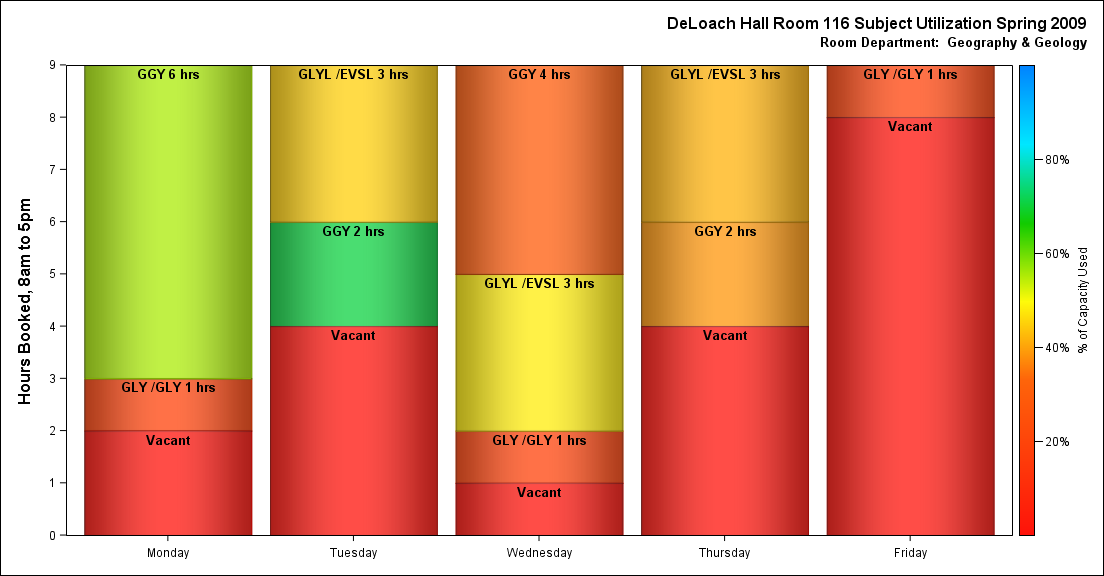 DeLoach Hall Room 116 Subject Utilization Spring 2009
Room Department: Geography & Geology
Hours Booked, 8am to 5pm
9
8
7
6
5
4
3
2
1
0
GGY 6 hrs
GLY /GLY 1 hrs
Vacant
GLYL /EVSL 3 hrs
GGY 2 hrs
Vacant
GGY 4 hrs
GLYL /EVSL 3 hrs
GLY /GLY 1 hrs
Vacant
GLYL /EVSL 3 hrs
GGY 2 hrs
Vacant
GLY /GLY 1 hrs
Vacant
Monday
Tuesday
Wednesday
Thursday
Friday
80%
60%
40%
20%
% of Capacity Used